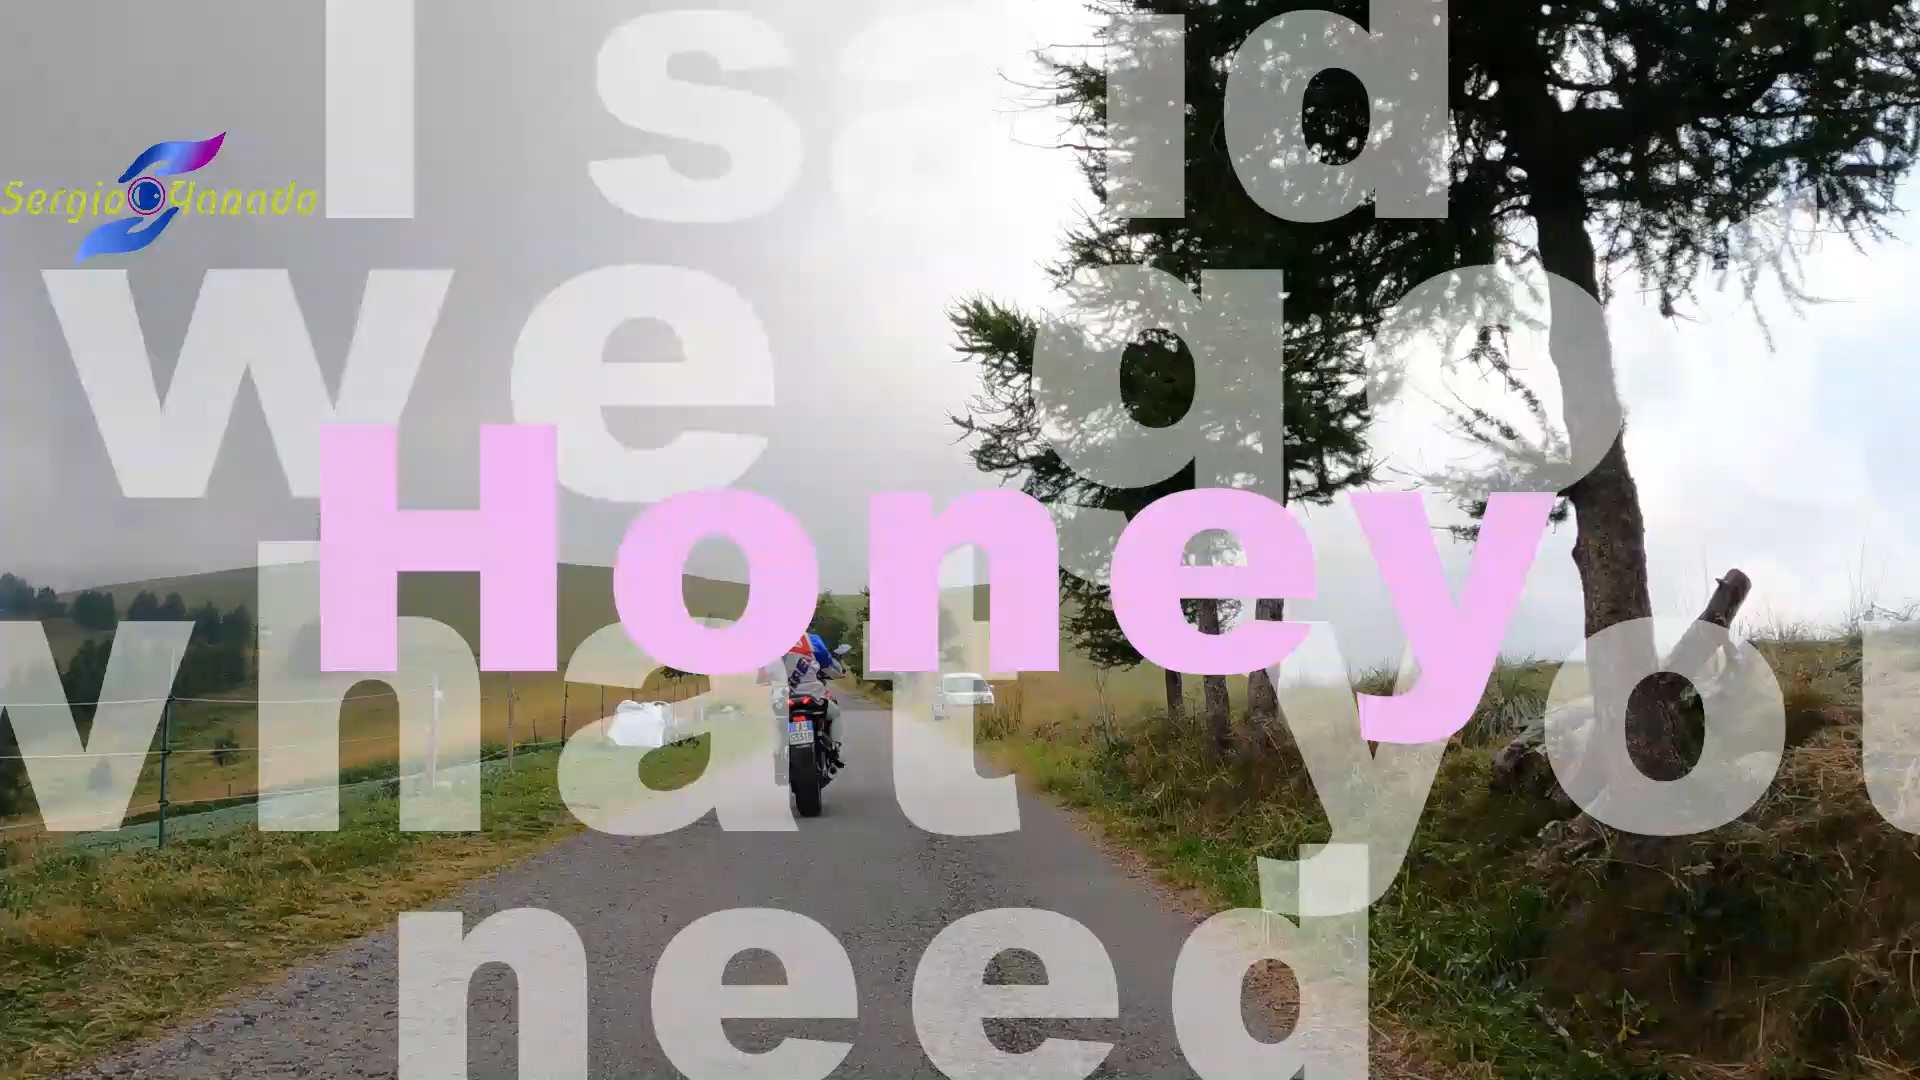 I said
Sergio Yanado
we go
Honey
what you
need